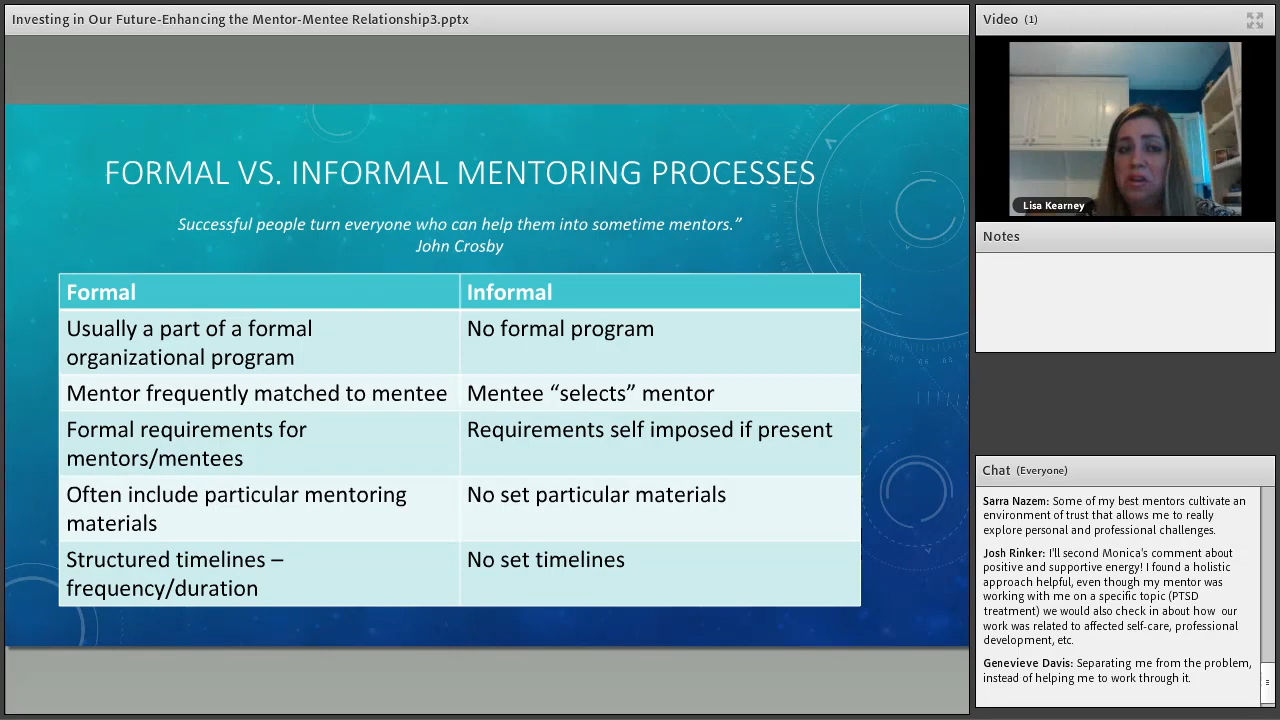 Investing in Our Future-Enhancing the Mentor-Mentee Relationship3.pptx
FORMAL VS. INFORMAL MENTORING PROCESSES
Successful people turn everyone who can help them into sometime mentors.”
John Crosby
Formal
Informal
Usually a part of a formal
organizational program
No formal program
Mentor frequently matched to mentee
Mentee “selects” mentor
Formal requirements for
mentors/mentees
Requirements self imposed if present
Often include particular mentoring
materials
No set particular materials
Structured timelines –
frequency/duration
No set timelines
Video (1)
Lisa Kearney
Notes
Chat (Everyone)
Sarra Nazem: Some of my best mentors cultivate an
environment of trust that allows me to really
explore personal and professional challenges.
Josh Rinker: I'll second Monica's comment about
positive and supportive energy! I found a holistic
approach helpful, even though my mentor was
working with me on a specific topic (PTSD
treatment) we would also check in about how our
work was related to affected self-care, professional
development, etc.
Genevieve Davis: Separating me from the problem,
instead of helping me to work through it.